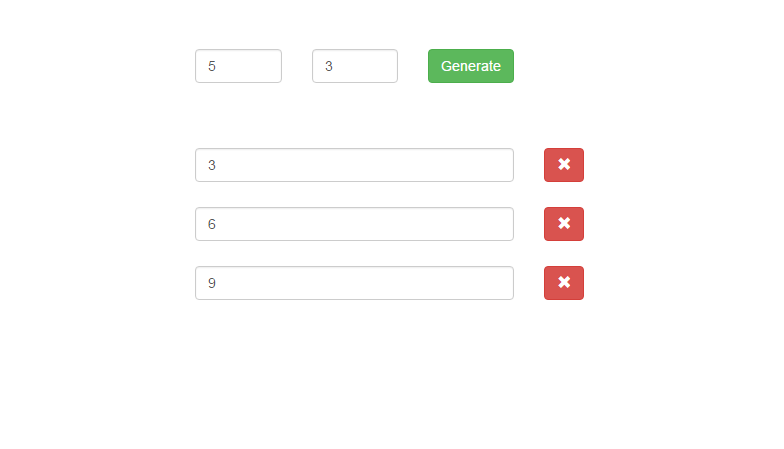 5 3 Generate
3 ✖
6 ✖
9 ✖